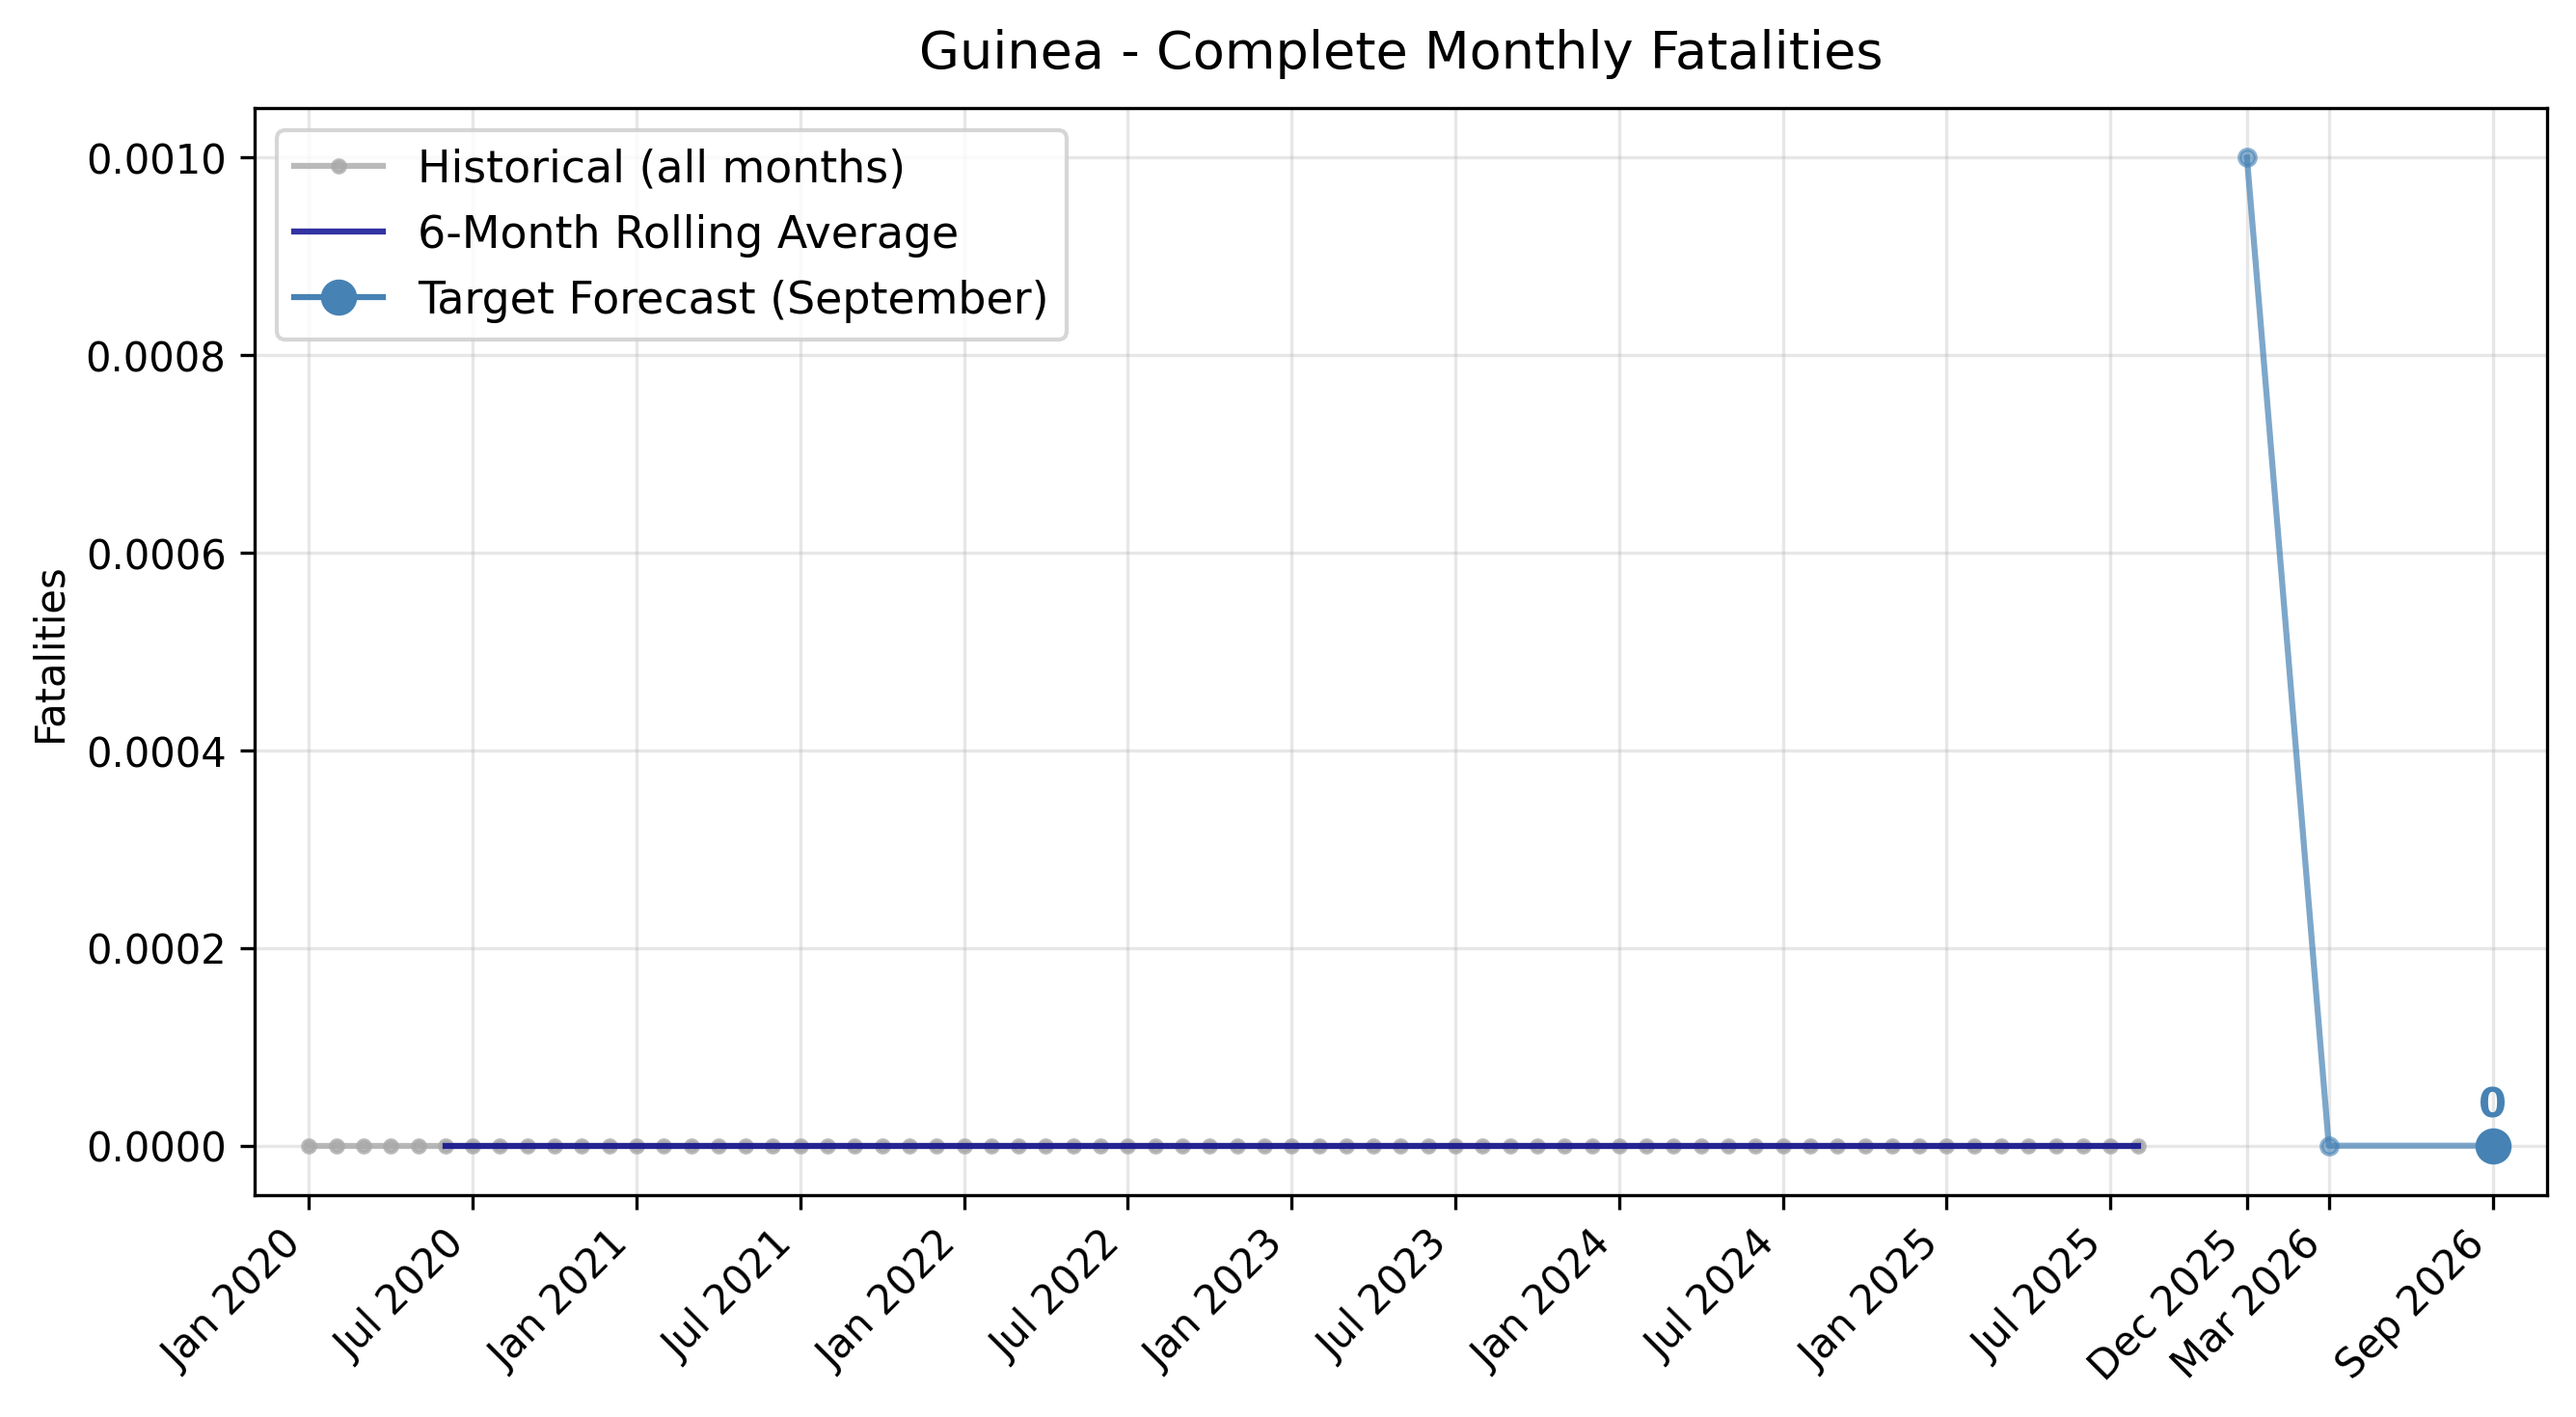 Guinea - Complete Monthly Fatalities
Historical (all months)
6-Month Rolling Average
Target Forecast (September)
Fatalities
0.0010
0.0008
0.0006
0.0004
0.0002
0.0000
0
Jan 2020
Jul 2020
Jan 2021
Jul 2021
Jan 2022
Jul 2022
Jan 2023
Jul 2023
Jan 2024
Jul 2024
Jan 2025
Jul 2025
Dec 2025
Mar 2026
Sep 2026